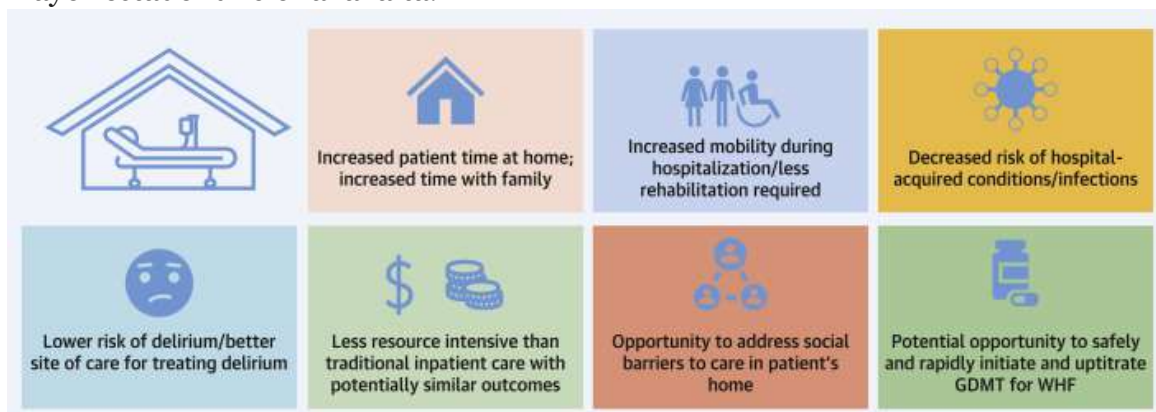 Increased patient time at home;
increased time with family
Increased mobility during
hospitalization/less
rehabilitation required
Decreased risk of hospital-
acquired conditions/infections
Lower risk of delirium/better
site of care for treating delirium
$
Less resource intensive than
traditional inpatient care with
potentially similar outcomes
Opportunity to address social
barriers to care in patient's
home
Potential opportunity to safely
and rapidly initiate and uptitrate
GDMT for WHF